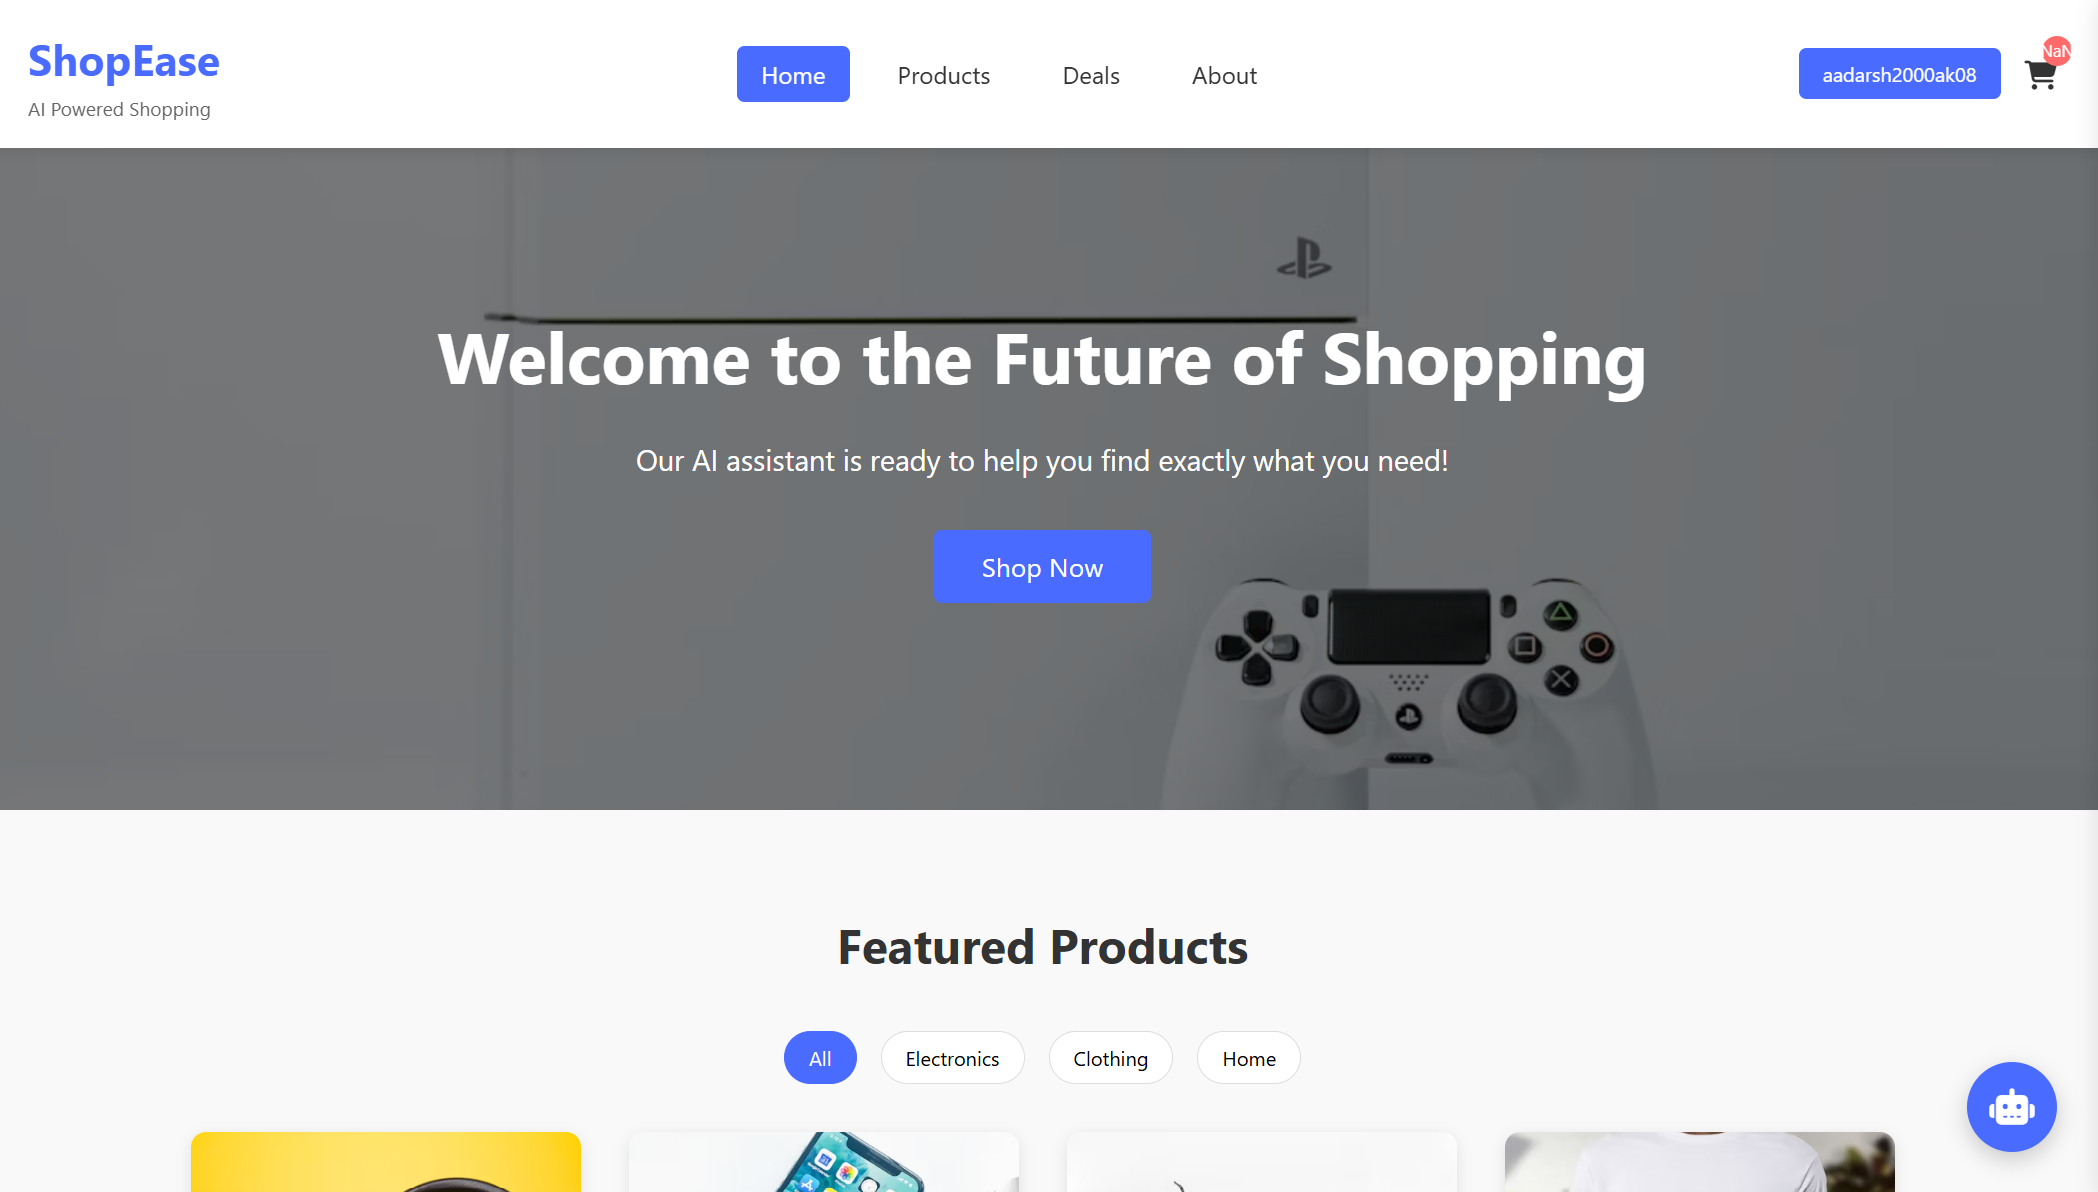 ShopEase
AI Powered Shopping
Home
Products
Deals
About
aadarsh2000ak08
NaN
Welcome to the Future of Shopping
Our AI assistant is ready to help you find exactly what you need!
Shop Now
Featured Products
All
Electronics
Clothing
Home